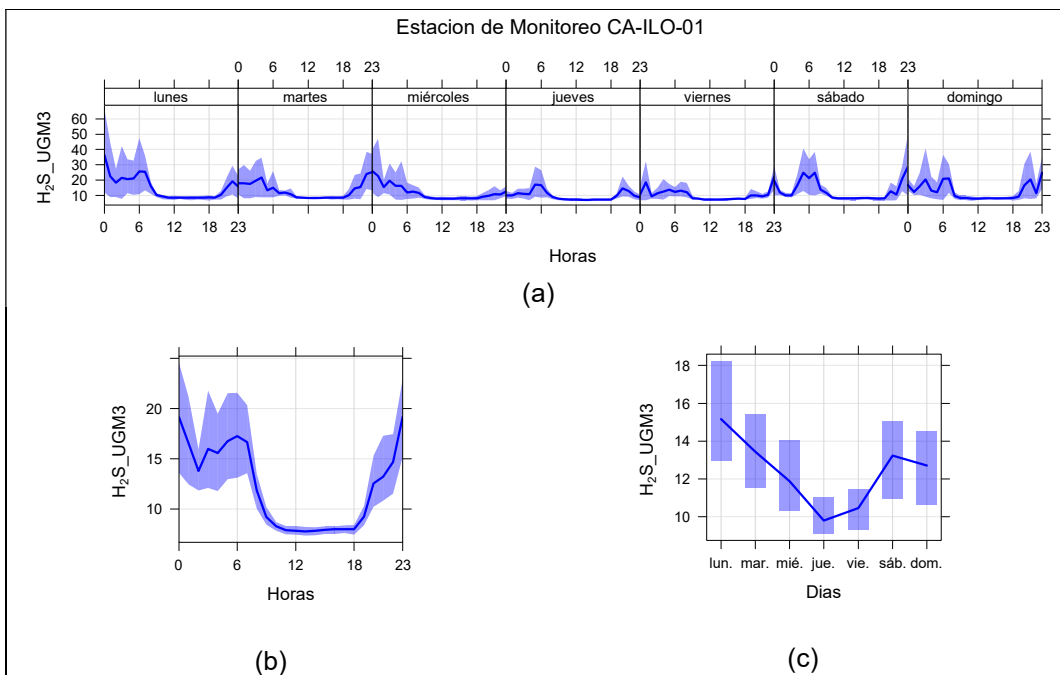 Estacion de Monitoreo CA-ILO-01
0 6 12 18 23 0 6 12 18 23 0 6 12 18 23
lunes martes miércoles jueves viernes sábado domingo
60
50
40
30
20
10
H₂S_UGM3
0 6 12 18 23 0 6 12 18 23 0 6 12 18 23 0 6 12 18 23
Horas
(a)
20
15
10
H₂S_UGM3
0 6 12 18 23
Horas
(b)
18
16
14
12
10
H₂S_UGM3
lun. mar. mié. jue. vie. sáb. dom.
Dias
(c)